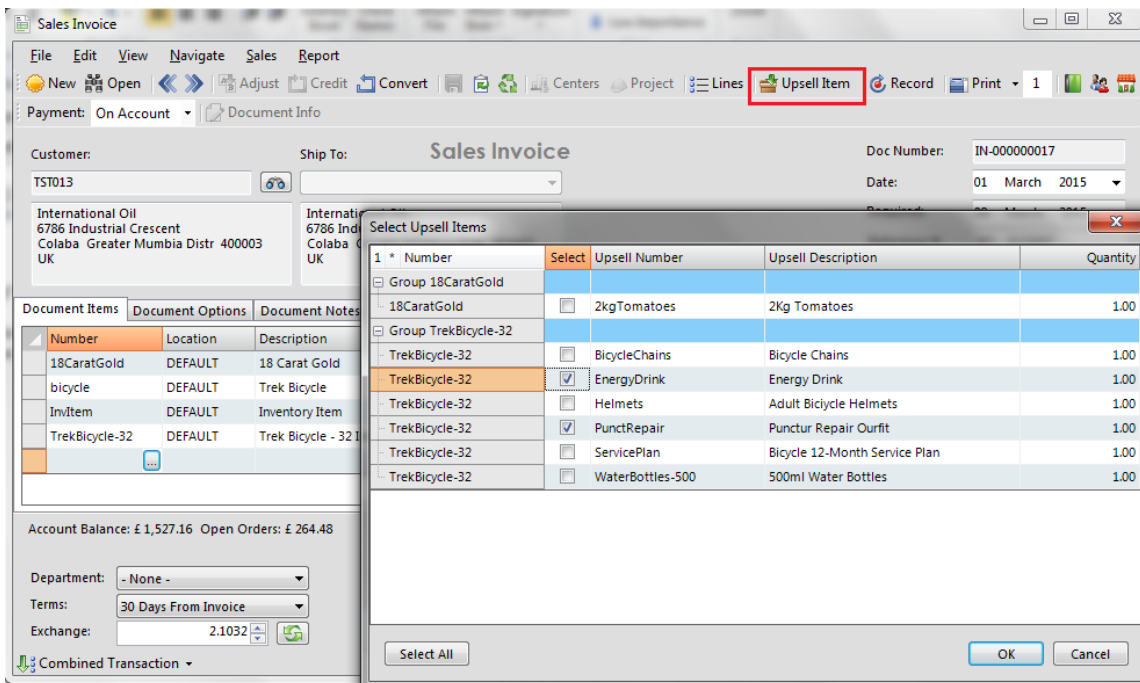 Sales Invoice
File Edit View Navigate Sales Report
New Open Adjust Credit Convert Centers Project Lines Upsell Item Record Print 1
Payment: On Account Document Info
Customer: Ship To: Sales Invoice Doc Number: IN-000000017
TST013 Date: 01 March 2015
International Oil
6786 Industrial Crescent
Colaba Greater Mumbia Distr 400003
UK
UK
Select Upsell Items
1 * Number Select Upsell Number Upsell Description Quantity
Group 18CaratGold
18CaratGold 2kgTomatoes 2Kg Tomatoes 1.00
Group TrekBicycle-32
TrekBicycle-32 BicycleChains Bicycle Chains 1.00
TrekBicycle-32 EnergyDrink Energy Drink 1.00
TrekBicycle-32 Helmets Adult Biciycle Helmets 1.00
TrekBicycle-32 PunctRepair Punctur Repair Ourfit 1.00
TrekBicycle-32 ServicePlan Bicycle 12-Month Service Plan 1.00
TrekBicycle-32 WaterBottles-500 500ml Water Bottles 1.00
Select All OK Cancel
Document Items Document Options Document Notes
Number Location Description
18CaratGold DEFAULT 18 Carat Gold
bicycle DEFAULT Trek Bicycle
InvItem DEFAULT Inventory Item
TrekBicycle-32 DEFAULT Trek Bicycle - 32 I
...
Account Balance: £ 1,527.16 Open Orders: £ 264.48
Department: - None -
Terms: 30 Days From Invoice
Exchange: 2.1032
Combined Transaction